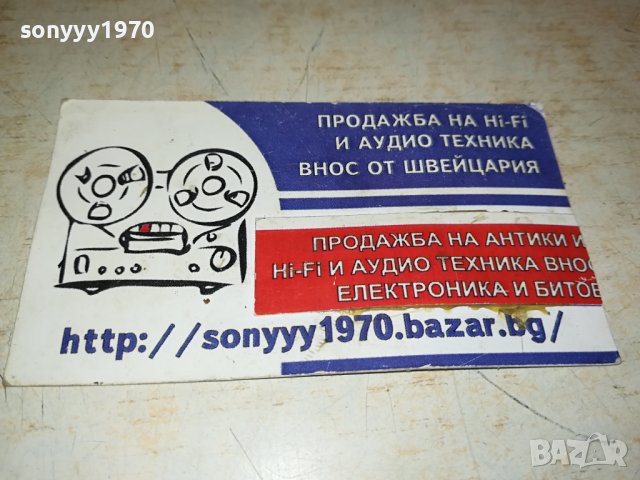 sonyyy1970
ПРОДАЖБА НА Hi-Fi
И АУДИО ТЕХНИКА
ВНОС ОТ ШВЕЙЦАРИЯ
ПРОДАЖБА НА АНТИКИ И
Hi-Fi И АУДИО ТЕХНИКА ВНОС
ЕЛЕКТРОНИКА И БИТОВ
http://sonyyy1970.bazar.bg/
BAZAR